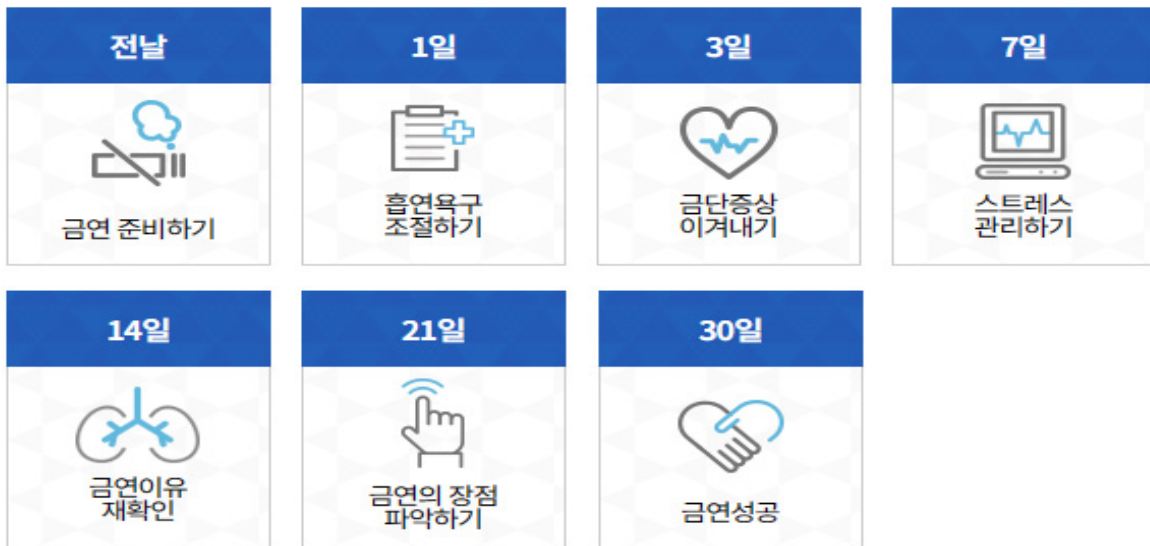 전날
1일
3일
7일
금연 준비하기
흡연욕구
조절하기
금단증상
이겨내기
스트레스
관리하기
14일
21일
30일
금연이유
재확인
금연의 장점
파악하기
금연성공